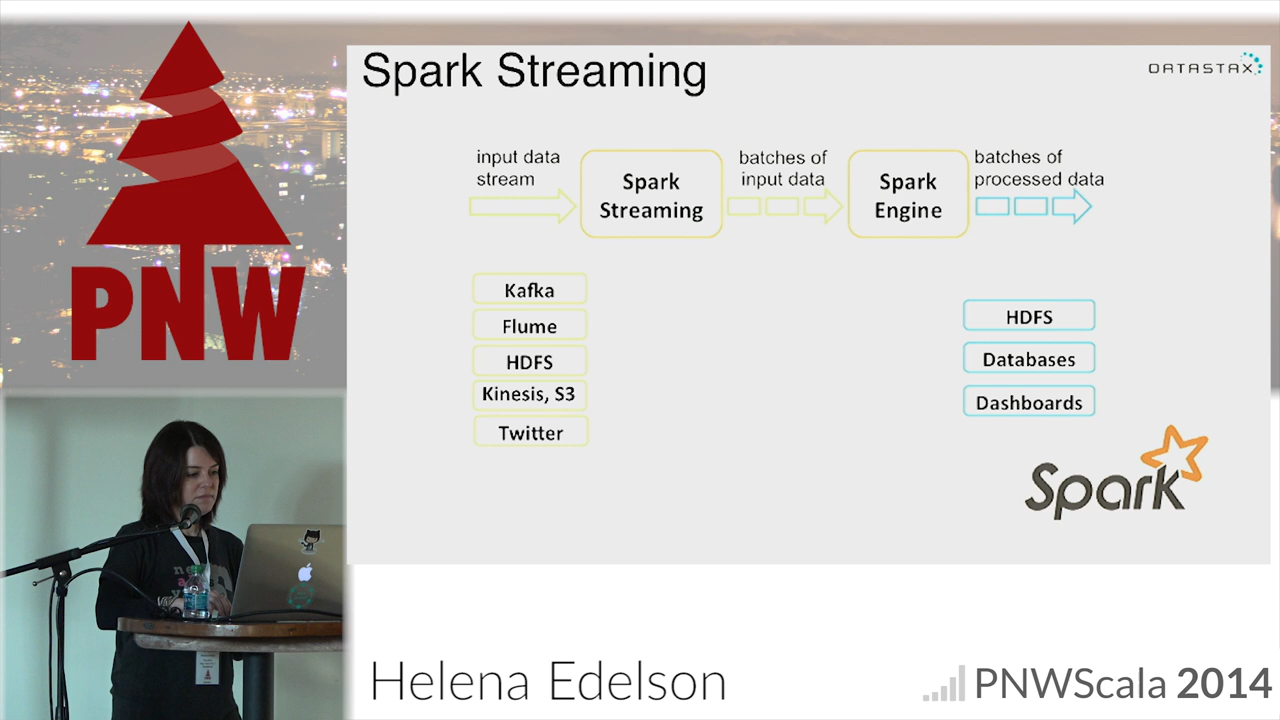 Spark Streaming
DATASTAX
input data
stream
Spark
Streaming
batches of
input data
Spark
Engine
batches of
processed data
Kafka
Flume
HDFS
Kinesis, S3
Twitter
HDFS
Databases
Dashboards
Spark
PNW
Helena Edelson
PNWScala 2014